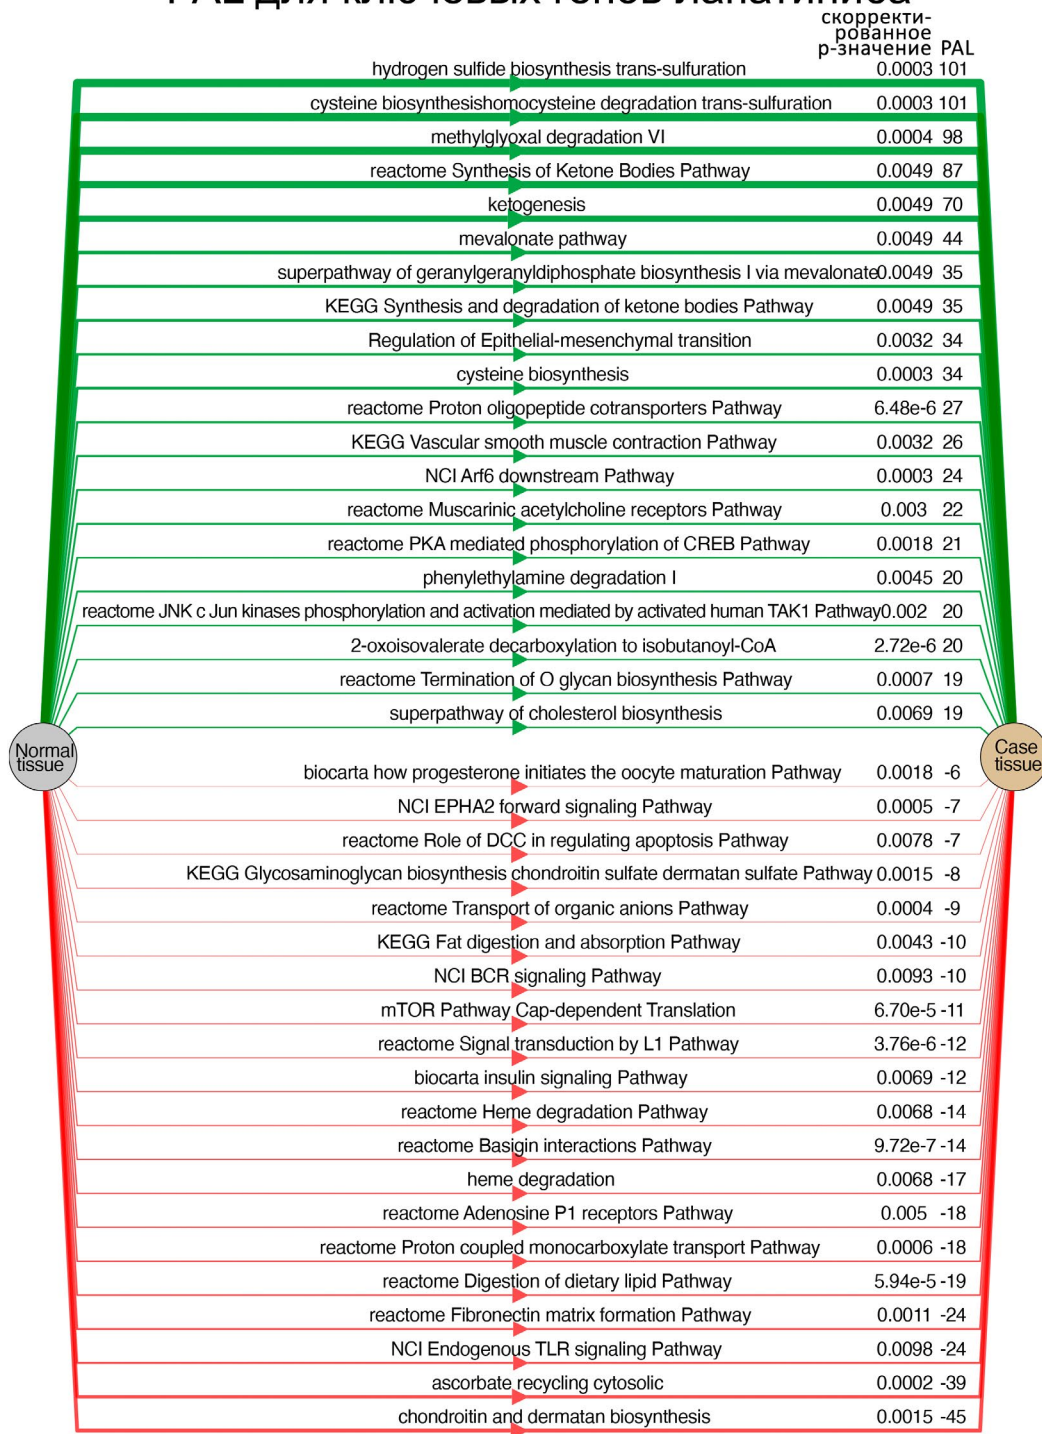 PAL для ключевых генов лапатиниба
скорректи-
рованное
p-значение PAL
hydrogen sulfide biosynthesis trans-sulfuration 0.0003 101
cysteine biosynthesishomocysteine degradation trans-sulfuration 0.0003 101
methylglyoxal degradation VI 0.0004 98
reactome Synthesis of Ketone Bodies Pathway 0.0049 87
ketogenesis 0.0049 70
mevalonate pathway 0.0049 44
superpathway of geranylgeranyldiphosphate biosynthesis I via mevalonate 0.0049 35
KEGG Synthesis and degradation of ketone bodies Pathway 0.0049 35
Regulation of Epithelial-mesenchymal transition 0.0032 34
cysteine biosynthesis 0.0003 34
reactome Proton oligopeptide cotransporters Pathway 6.48e-6 27
KEGG Vascular smooth muscle contraction Pathway 0.0032 26
NCI Arf6 downstream Pathway 0.0003 24
reactome Muscarinic acetylcholine receptors Pathway 0.003 22
reactome PKA mediated phosphorylation of CREB Pathway 0.0018 21
phenylethylamine degradation I 0.0045 20
reactome JNK c Jun kinases phosphorylation and activation mediated by activated human TAK1 Pathway 0.002 20
2-oxoisovalerate decarboxylation to isobutanoyl-CoA 2.72e-6 20
reactome Termination of O glycan biosynthesis Pathway 0.0007 19
superpathway of cholesterol biosynthesis 0.0069 19
Normal
tissue
Case
tissue
biocarta how progesterone initiates the oocyte maturation Pathway 0.0018 -6
NCI EPHA2 forward signaling Pathway 0.0005 -7
reactome Role of DCC in regulating apoptosis Pathway 0.0078 -7
KEGG Glycosaminoglycan biosynthesis chondroitin sulfate dermatan sulfate Pathway 0.0015 -8
reactome Transport of organic anions Pathway 0.0004 -9
KEGG Fat digestion and absorption Pathway 0.0043 -10
NCI BCR signaling Pathway 0.0093 -10
mTOR Pathway Cap-dependent Translation 6.70e-5 -11
reactome Signal transduction by L1 Pathway 3.76e-6 -12
biocarta insulin signaling Pathway 0.0069 -12
reactome Heme degradation Pathway 0.0068 -14
reactome Basigin interactions Pathway 9.72e-7 -14
heme degradation 0.0068 -17
reactome Adenosine P1 receptors Pathway 0.005 -18
reactome Proton coupled monocarboxylate transport Pathway 0.0006 -18
reactome Digestion of dietary lipid Pathway 5.94e-5 -19
reactome Fibronectin matrix formation Pathway 0.0011 -24
NCI Endogenous TLR signaling Pathway 0.0098 -24
ascorbate recycling cytosolic 0.0002 -39
chondroitin and dermatan biosynthesis 0.0015 -45